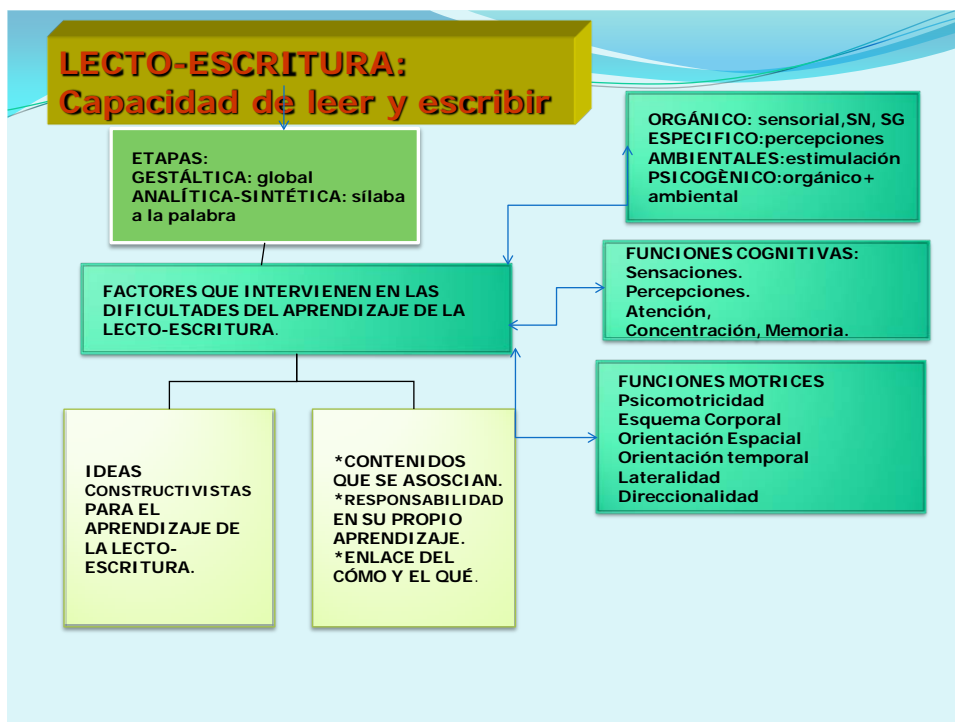 LECTO-ESCRITURA:
Capacidad de leer y escribir
ETAPAS:
GESTÁLTICA: global
ANALÍTICA-SINTÉTICA: sílaba
a la palabra
FACTORES QUE INTERVIENEN EN LAS
DIFICULTADES DEL APRENDIZAJE DE LA
LECTO-ESCRITURA.
IDEAS
CONSTRUCTIVISTAS
PARA EL
APRENDIZAJE DE
LA LECTO-
ESCRITURA.
*CONTENIDOS
QUE SE ASOSCIAN.
*RESPONSABILIDAD
EN SU PROPIO
APRENDIZAJE.
*ENLACE DEL
CÓMO Y EL QUÉ.
ORGÁNICO: sensorial,SN, SG
ESPECIFICO:percepciones
AMBIENTALES:estimulación
PSICOGÈNICO:orgánico+
ambiental
FUNCIONES COGNITIVAS:
Sensaciones.
Percepciones.
Atención,
Concentración, Memoria.
FUNCIONES MOTRICES
Psicomotricidad
Esquema Corporal
Orientación Espacial
Orientación temporal
Lateralidad
Direccionalidad